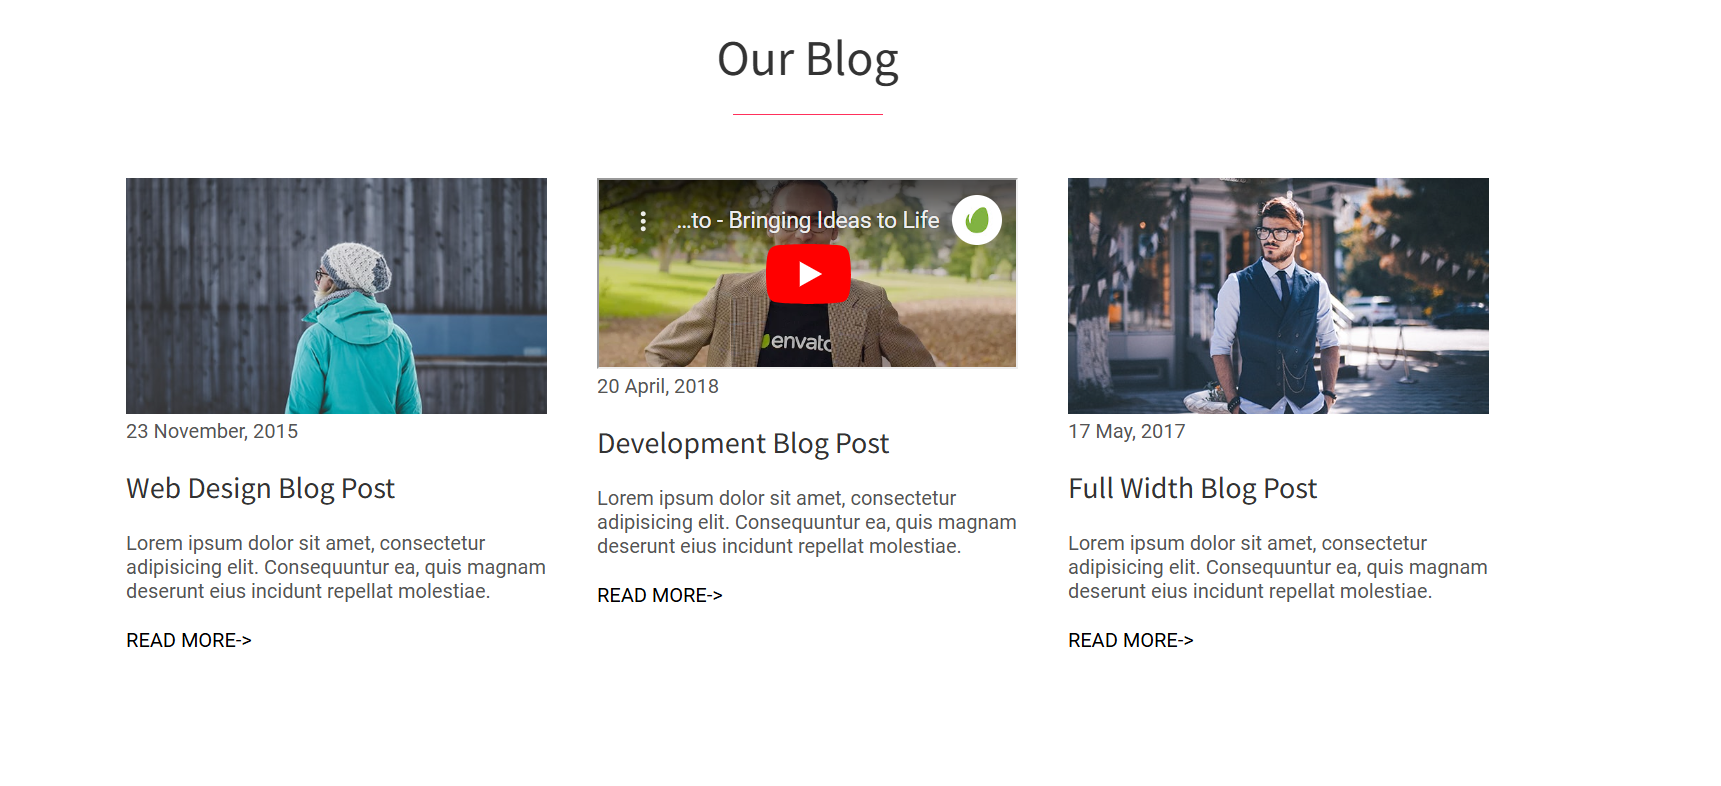 Our Blog
...to - Bringing Ideas to Life
envato
23 November, 2015
Web Design Blog Post
Lorem ipsum dolor sit amet, consectetur
adipisicing elit. Consequuntur ea, quis magnam
deserunt eius incidunt repellat molestiae.
READ MORE->
20 April, 2018
Development Blog Post
Lorem ipsum dolor sit amet, consectetur
adipisicing elit. Consequuntur ea, quis magnam
deserunt eius incidunt repellat molestiae.
READ MORE->
17 May, 2017
Full Width Blog Post
Lorem ipsum dolor sit amet, consectetur
adipisicing elit. Consequuntur ea, quis magnam
deserunt eius incidunt repellat molestiae.
READ MORE->